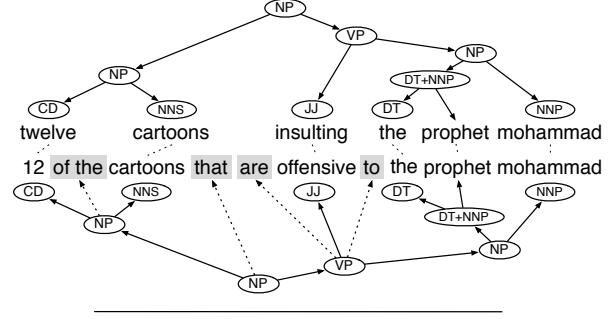 NP
VP
NP NP
DT+NNP
CD NNS JJ DT NNP
twelve cartoons insulting the prophet mohammad
12 of the cartoons that are offensive to the prophet mohammad
CD NNS JJ DT NNP
DT+NNP
NP
NP
VP
NP